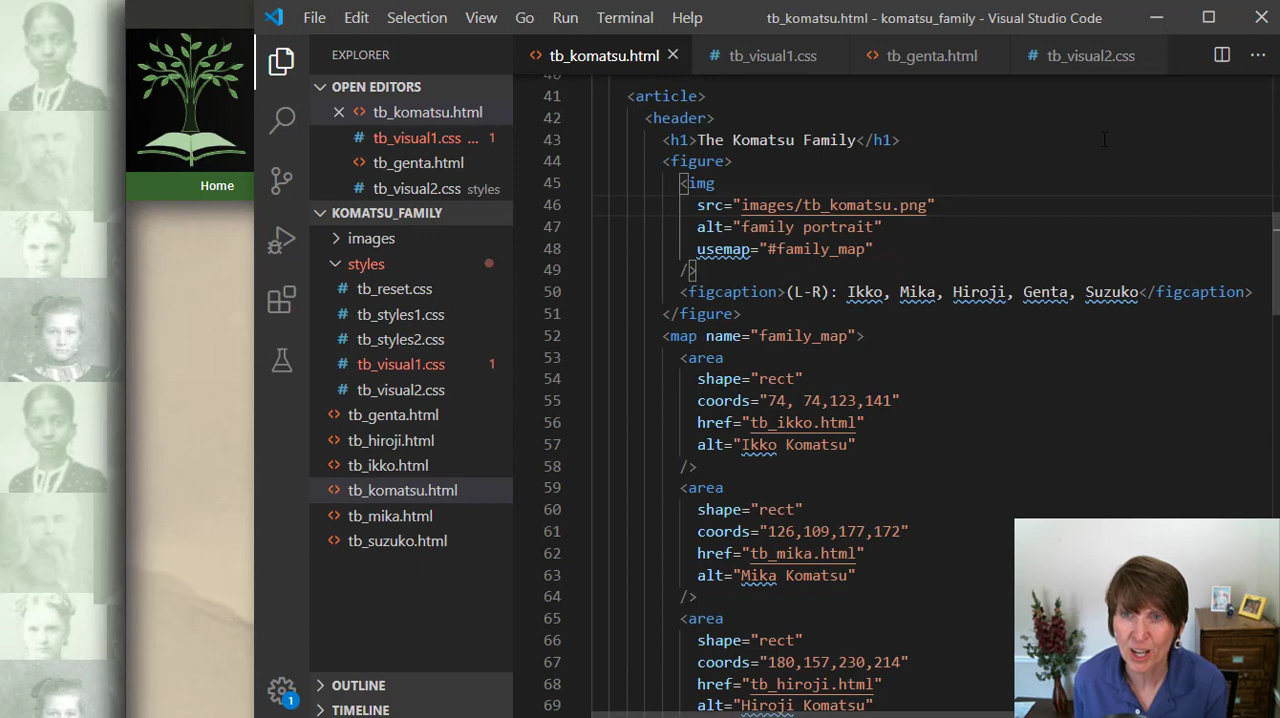 File Edit Selection View Go Run Terminal Help tb_komatsu.html - komatsu_family - Visual Studio Code
EXPLORER
tb_komatsu.html tb_visual1.css tb_genta.html tb_visual2.css
OPEN EDITORS
tb_komatsu.html
tb_visual1.css ... 1
tb_genta.html
tb_visual2.css styles
KOMATSU_FAMILY
images
styles
tb_reset.css
tb_styles1.css
tb_styles2.css
tb_visual1.css 1
tb_visual2.css
tb_genta.html
tb_hiroji.html
tb_ikko.html
tb_komatsu.html
tb_mika.html
tb_suzuko.html
OUTLINE
TIMELINE
1
Home
41 <article>
42 <header>
43 <h1>The Komatsu Family</h1>
44 <figure>
45 <img
46 src="images/tb_komatsu.png"
47 alt="family portrait"
48 usemap="#family_map"
49 />
50 <figcaption>(L-R): Ikko, Mika, Hiroji, Genta, Suzuko</figcaption>
51 </figure>
52 <map name="family_map">
53 <area
54 shape="rect"
55 coords="74, 74,123,141"
56 href="tb_ikko.html"
57 alt="Ikko Komatsu"
58 />
59 <area
60 shape="rect"
61 coords="126,109,177,172"
62 href="tb_mika.html"
63 alt="Mika Komatsu"
64 />
65 <area
66 shape="rect"
67 coords="180,157,230,214"
68 href="tb_hiroji.html"
69 alt="Hiroji Komatsu"